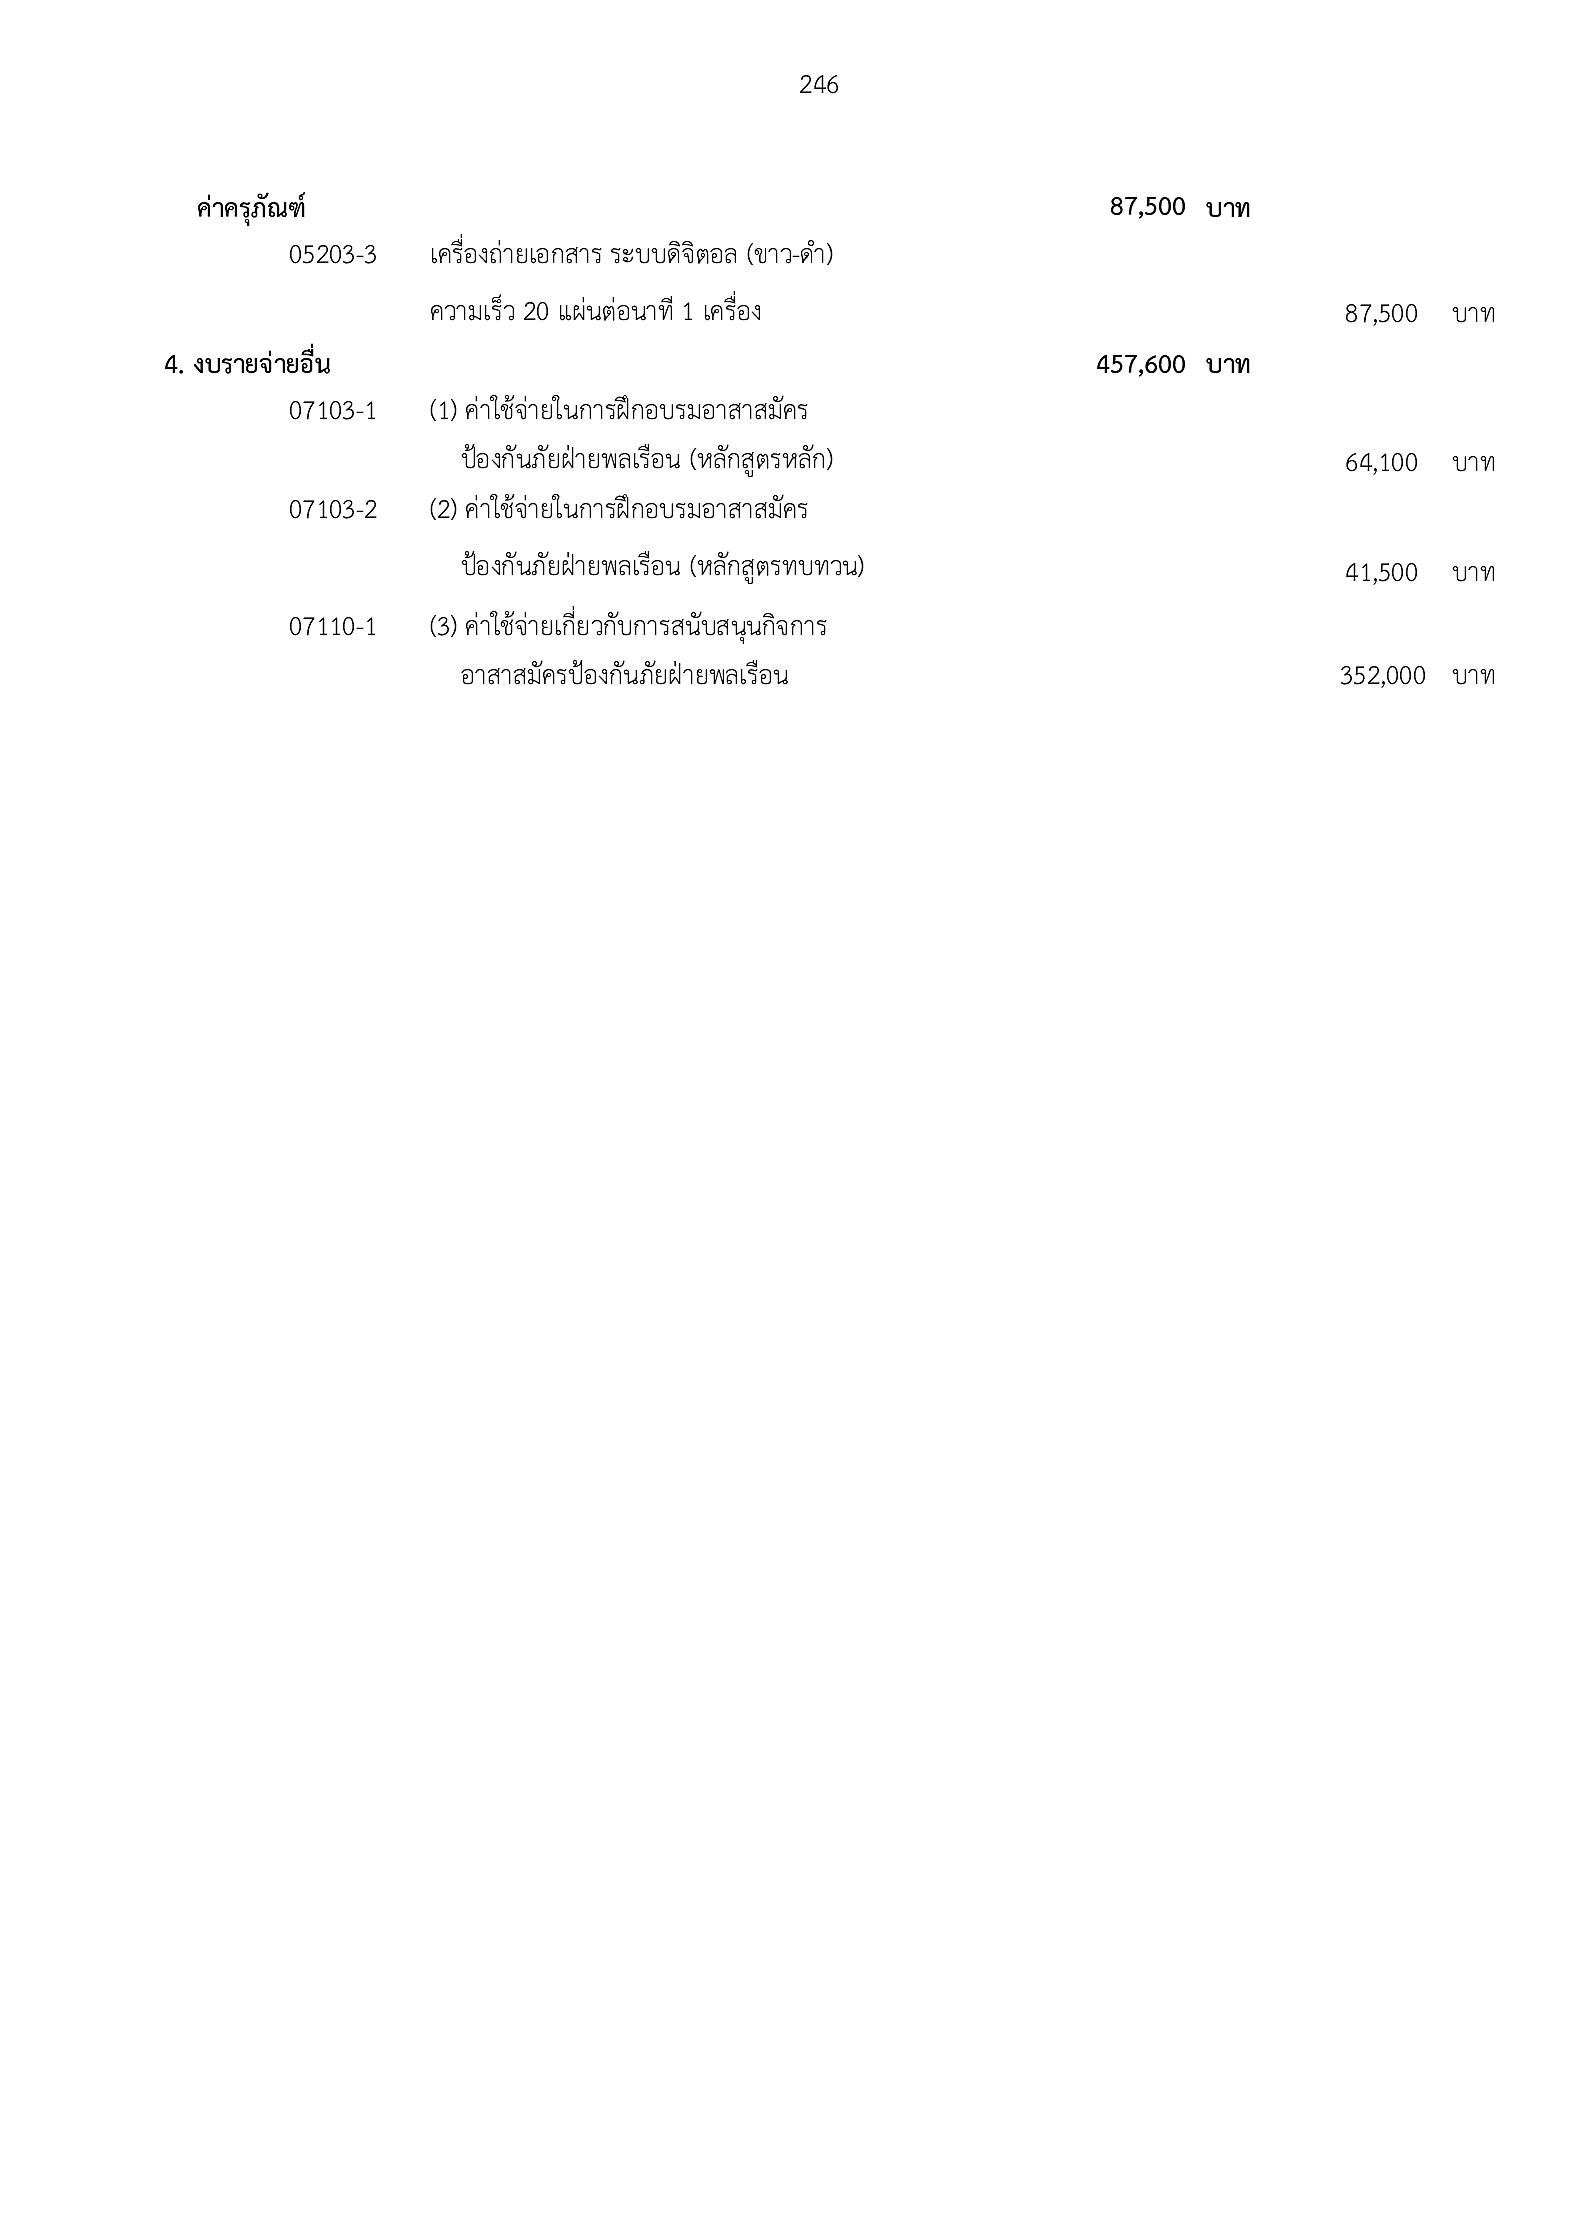 246
ค่าครุภัณฑ์ 87,500 บาท
05203-3 เครื่องถ่ายเอกสาร ระบบดิจิตอล (ขาว-ดำ)
ความเร็ว 20 แผ่นต่อนาที 1 เครื่อง 87,500 บาท
4. งบรายจ่ายอื่น 457,600 บาท
07103-1 (1) ค่าใช้จ่ายในการฝึกอบรมอาสาสมัคร
ป้องกันภัยฝ่ายพลเรือน (หลักสูตรหลัก) 64,100 บาท
07103-2 (2) ค่าใช้จ่ายในการฝึกอบรมอาสาสมัคร
ป้องกันภัยฝ่ายพลเรือน (หลักสูตรทบทวน) 41,500 บาท
07110-1 (3) ค่าใช้จ่ายเกี่ยวกับการสนับสนุนกิจการ
อาสาสมัครป้องกันภัยฝ่ายพลเรือน 352,000 บาท